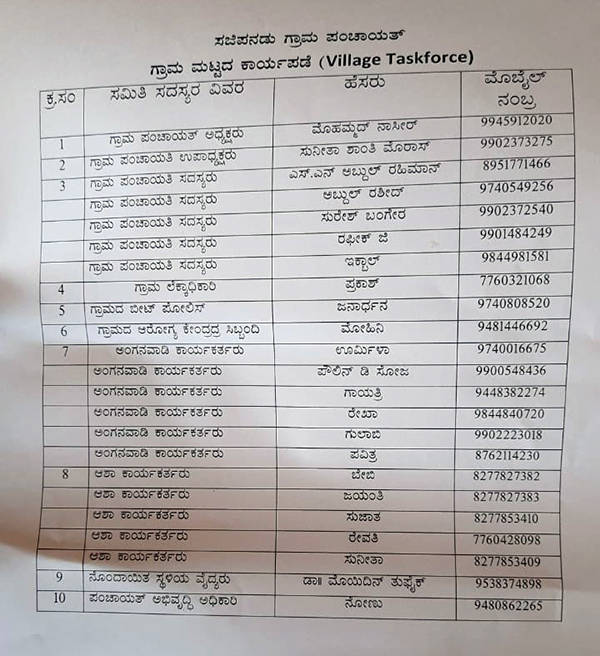 ಸಜಿಪನಡು ಗ್ರಾಮ ಪಂಚಾಯತ್
ಗ್ರಾಮ ಮಟ್ಟದ ಕಾರ್ಯಪಡೆ (Village Taskforce)
ಕ್ರ.ಸಂ ಸಮಿತಿ ಸದಸ್ಯರ ವಿವರ ಹೆಸರು ಮೊಬೈಲ್
ನಂಬ್ರ
1 ಗ್ರಾಮ ಪಂಚಾಯತ್ ಅಧ್ಯಕ್ಷರು ಮೊಹಮ್ಮದ್ ನಾಸೀರ್ 9945912020
2 ಗ್ರಾಮ ಪಂಚಾಯತಿ ಉಪಾಧ್ಯಕ್ಷರು ಸುನೀತಾ ಶಾಂತಿ ಮೊರಾಸ್ 9902373275
3 ಗ್ರಾಮ ಪಂಚಾಯತಿ ಸದಸ್ಯರು ಎಸ್.ಎನ್ ಅಬ್ದುಲ್ ರಹಿಮಾನ್ 8951771466
ಗ್ರಾಮ ಪಂಚಾಯತಿ ಸದಸ್ಯರು ಅಬ್ದುಲ್ ರಶೀದ್ 9740549256
ಗ್ರಾಮ ಪಂಚಾಯತಿ ಸದಸ್ಯರು ಸುರೇಶ್ ಬಂಗೇರ 9902372540
ಗ್ರಾಮ ಪಂಚಾಯತಿ ಸದಸ್ಯರು ರಫೀಕ್ ಜೆ 9901484249
ಗ್ರಾಮ ಪಂಚಾಯತಿ ಸದಸ್ಯರು ಇಕ್ಬಾಲ್ 9844981581
4 ಗ್ರಾಮ ಲೆಕ್ಕಾಧಿಕಾರಿ ಪ್ರಕಾಶ್ 7760321068
5 ಗ್ರಾಮದ ಬೀಟ್ ಪೋಲಿಸ್ ಜನಾರ್ಧನ 9740808520
6 ಗ್ರಾಮದ ಆರೋಗ್ಯ ಕೇಂದ್ರದ್ರ ಸಿಬ್ಬಂದಿ ಮೋಹಿನಿ 9481446692
7 ಅಂಗನವಾಡಿ ಕಾರ್ಯಕರ್ತರು ಊರ್ಮಿಳಾ 9740016675
ಅಂಗನವಾಡಿ ಕಾರ್ಯಕರ್ತರು ಪೌಲಿನ್ ಡಿ ಸೋಜ 9900548436
ಅಂಗನವಾಡಿ ಕಾರ್ಯಕರ್ತರು ಗಾಯತ್ರಿ 9448382274
ಅಂಗನವಾಡಿ ಕಾರ್ಯಕರ್ತರು ರೇಖಾ 9844840720
ಅಂಗನವಾಡಿ ಕಾರ್ಯಕರ್ತರು ಗುಲಾಬಿ 9902223018
ಅಂಗನವಾಡಿ ಕಾರ್ಯಕರ್ತರು ಪವಿತ್ರ 8762114230
8 ಆಶಾ ಕಾರ್ಯಕರ್ತರು ಬೇಬಿ 8277827382
ಆಶಾ ಕಾರ್ಯಕರ್ತರು ಜಯಂತಿ 8277827383
ಆಶಾ ಕಾರ್ಯಕರ್ತರು ಸುಜಾತ 8277853410
ಆಶಾ ಕಾರ್ಯಕರ್ತರು ರೇವತಿ 7760428098
ಆಶಾ ಕಾರ್ಯಕರ್ತರು ಸುನೀತಾ 8277853409
9 ನೊಂದಾಯಿತ ಸ್ಥಳೀಯ ವೈದ್ಯರು ಡಾ|| ಮೊಯಿದಿನ್ ತುಫೈಕ್ 9538374898
10 ಪಂಚಾಯತ್ ಅಭಿವೃದ್ಧಿ ಅಧಿಕಾರಿ ನೋಣು 9480862265